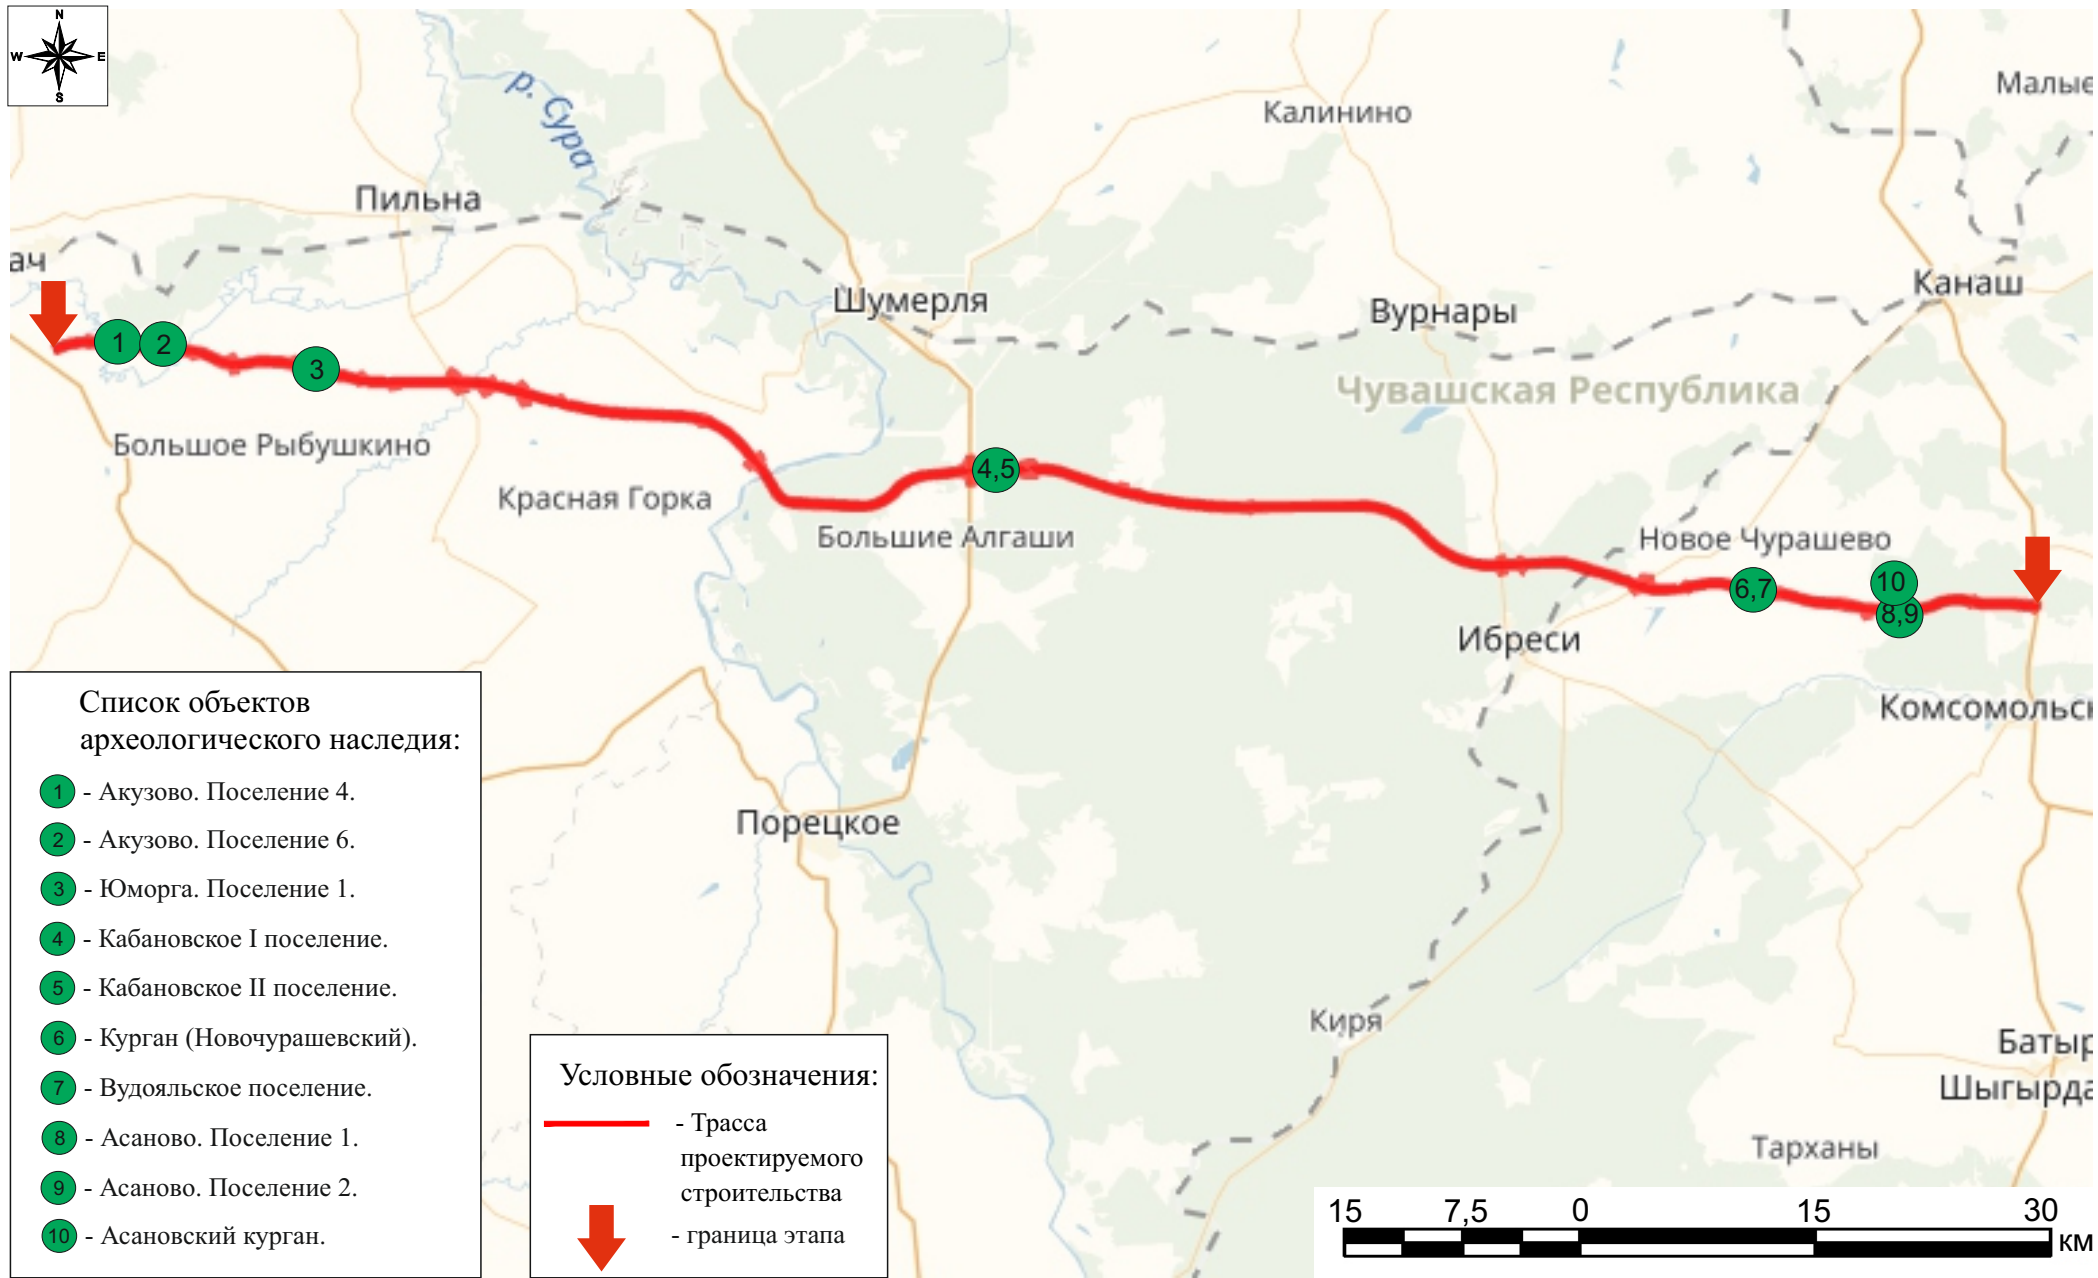 N
W
E
S
р. Сура
Малые
Калинино
Пильна
ач
Канаш
Шумерля
Вурнары
Чувашская Республика
1
2
3
Большое Рыбушкино
4,5
Красная Горка
Большие Алгаши
Новое Чурашево
6,7
10
8,9
Ибреси
Комсомольск
Порецкое
Киря
Батыр
Шыгырда
Тарханы
Список объектов
археологического наследия:
1 - Акузово. Поселение 4.
2 - Акузово. Поселение 6.
3 - Юморга. Поселение 1.
4 - Кабановское I поселение.
5 - Кабановское II поселение.
6 - Курган (Новочурашевский).
7 - Вудояльское поселение.
8 - Асаново. Поселение 1.
9 - Асаново. Поселение 2.
10 - Асановский курган.
Условные обозначения:
- Трасса
проектируемого
строительства
- граница этапа
15 7,5 0 15 30
км